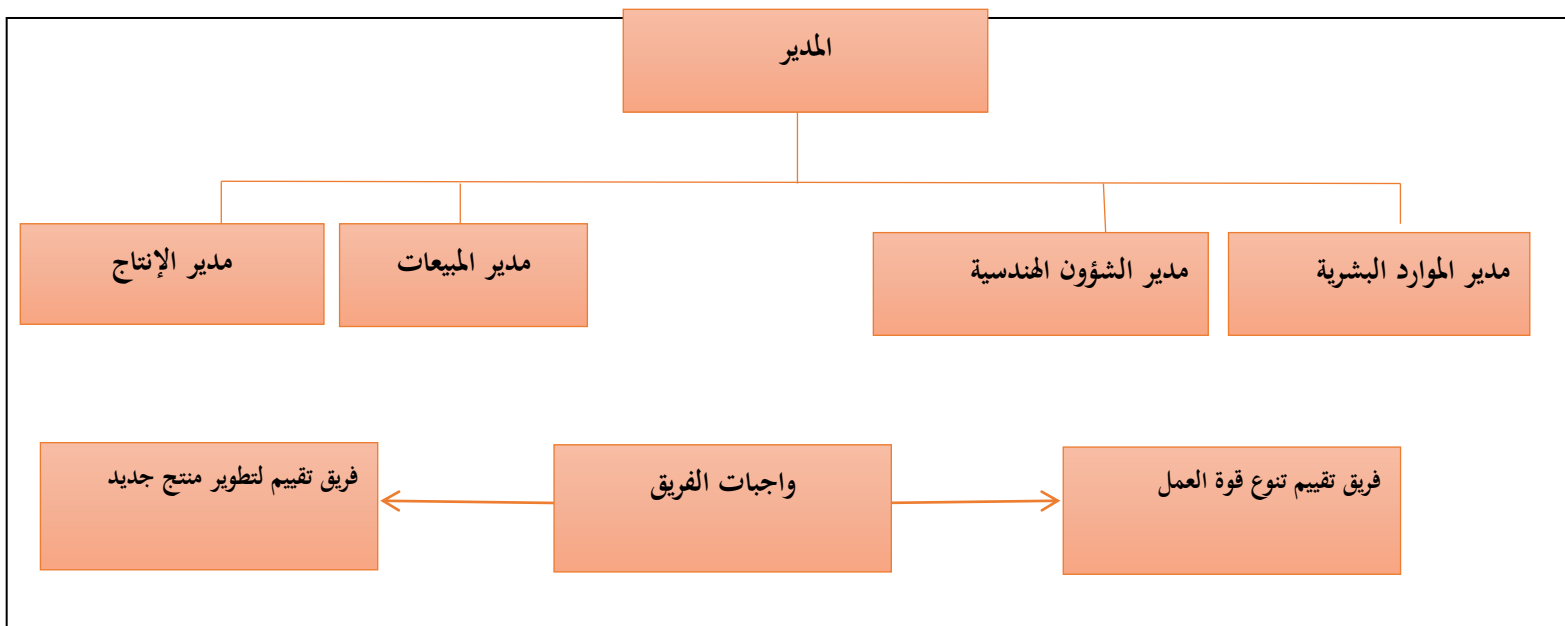 المدير
مدير الموارد البشرية
مدير الشؤون الهندسية
مدير المبيعات
مدير الإنتاج
فريق تقييم تنوع قوة العمل
واجبات الفريق
فريق تقييم لتطوير منتج جديد